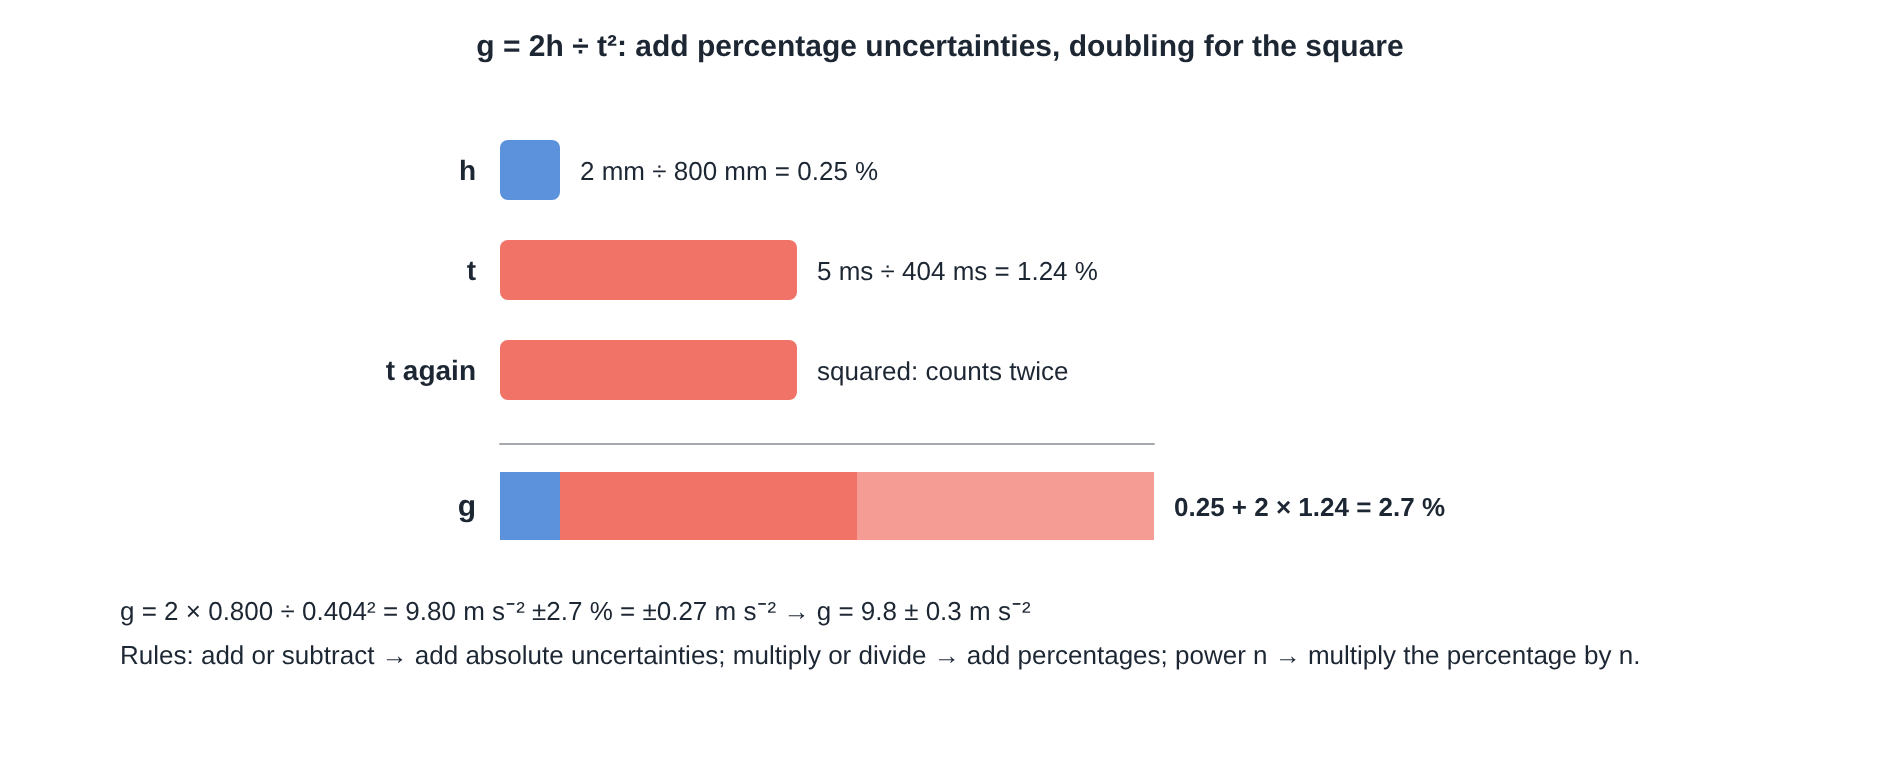 g = 2h ÷ t²: add percentage uncertainties, doubling for the square
h
2 mm ÷ 800 mm = 0.25 %
t
5 ms ÷ 404 ms = 1.24 %
t again
squared: counts twice
g
0.25 + 2 × 1.24 = 2.7 %
g = 2 × 0.800 ÷ 0.404² = 9.80 m s⁻² ±2.7 % = ±0.27 m s⁻² → g = 9.8 ± 0.3 m s⁻²
Rules: add or subtract → add absolute uncertainties; multiply or divide → add percentages; power n → multiply the percentage by n.